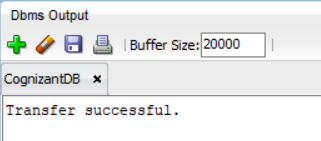 Dbms Output
Buffer Size: 20000
CognizantDB
Transfer successful.